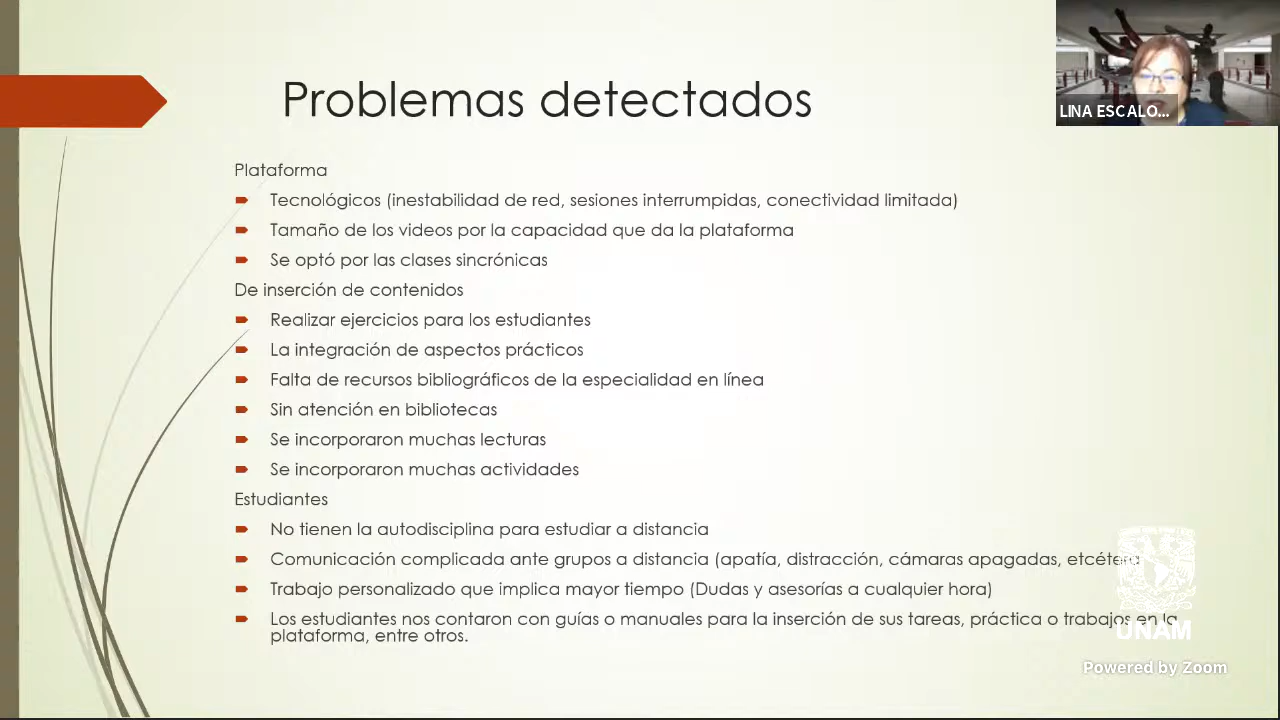 Problemas detectados
LINA ESCALO...
Plataforma
Tecnológicos (inestabilidad de red, sesiones interrumpidas, conectividad limitada)
Tamaño de los videos por la capacidad que da la plataforma
Se optó por las clases sincrónicas
De inserción de contenidos
Realizar ejercicios para los estudiantes
La integración de aspectos prácticos
Falta de recursos bibliográficos de la especialidad en línea
Sin atención en bibliotecas
Se incorporaron muchas lecturas
Se incorporaron muchas actividades
Estudiantes
No tienen la autodisciplina para estudiar a distancia
Comunicación complicada ante grupos a distancia (apatía, distracción, cámaras apagadas, etcétera
Trabajo personalizado que implica mayor tiempo (Dudas y asesorías a cualquier hora)
Los estudiantes nos contaron con guías o manuales para la inserción de sus tareas, práctica o trabajos en la
plataforma, entre otros.
UNAM
Powered by Zoom